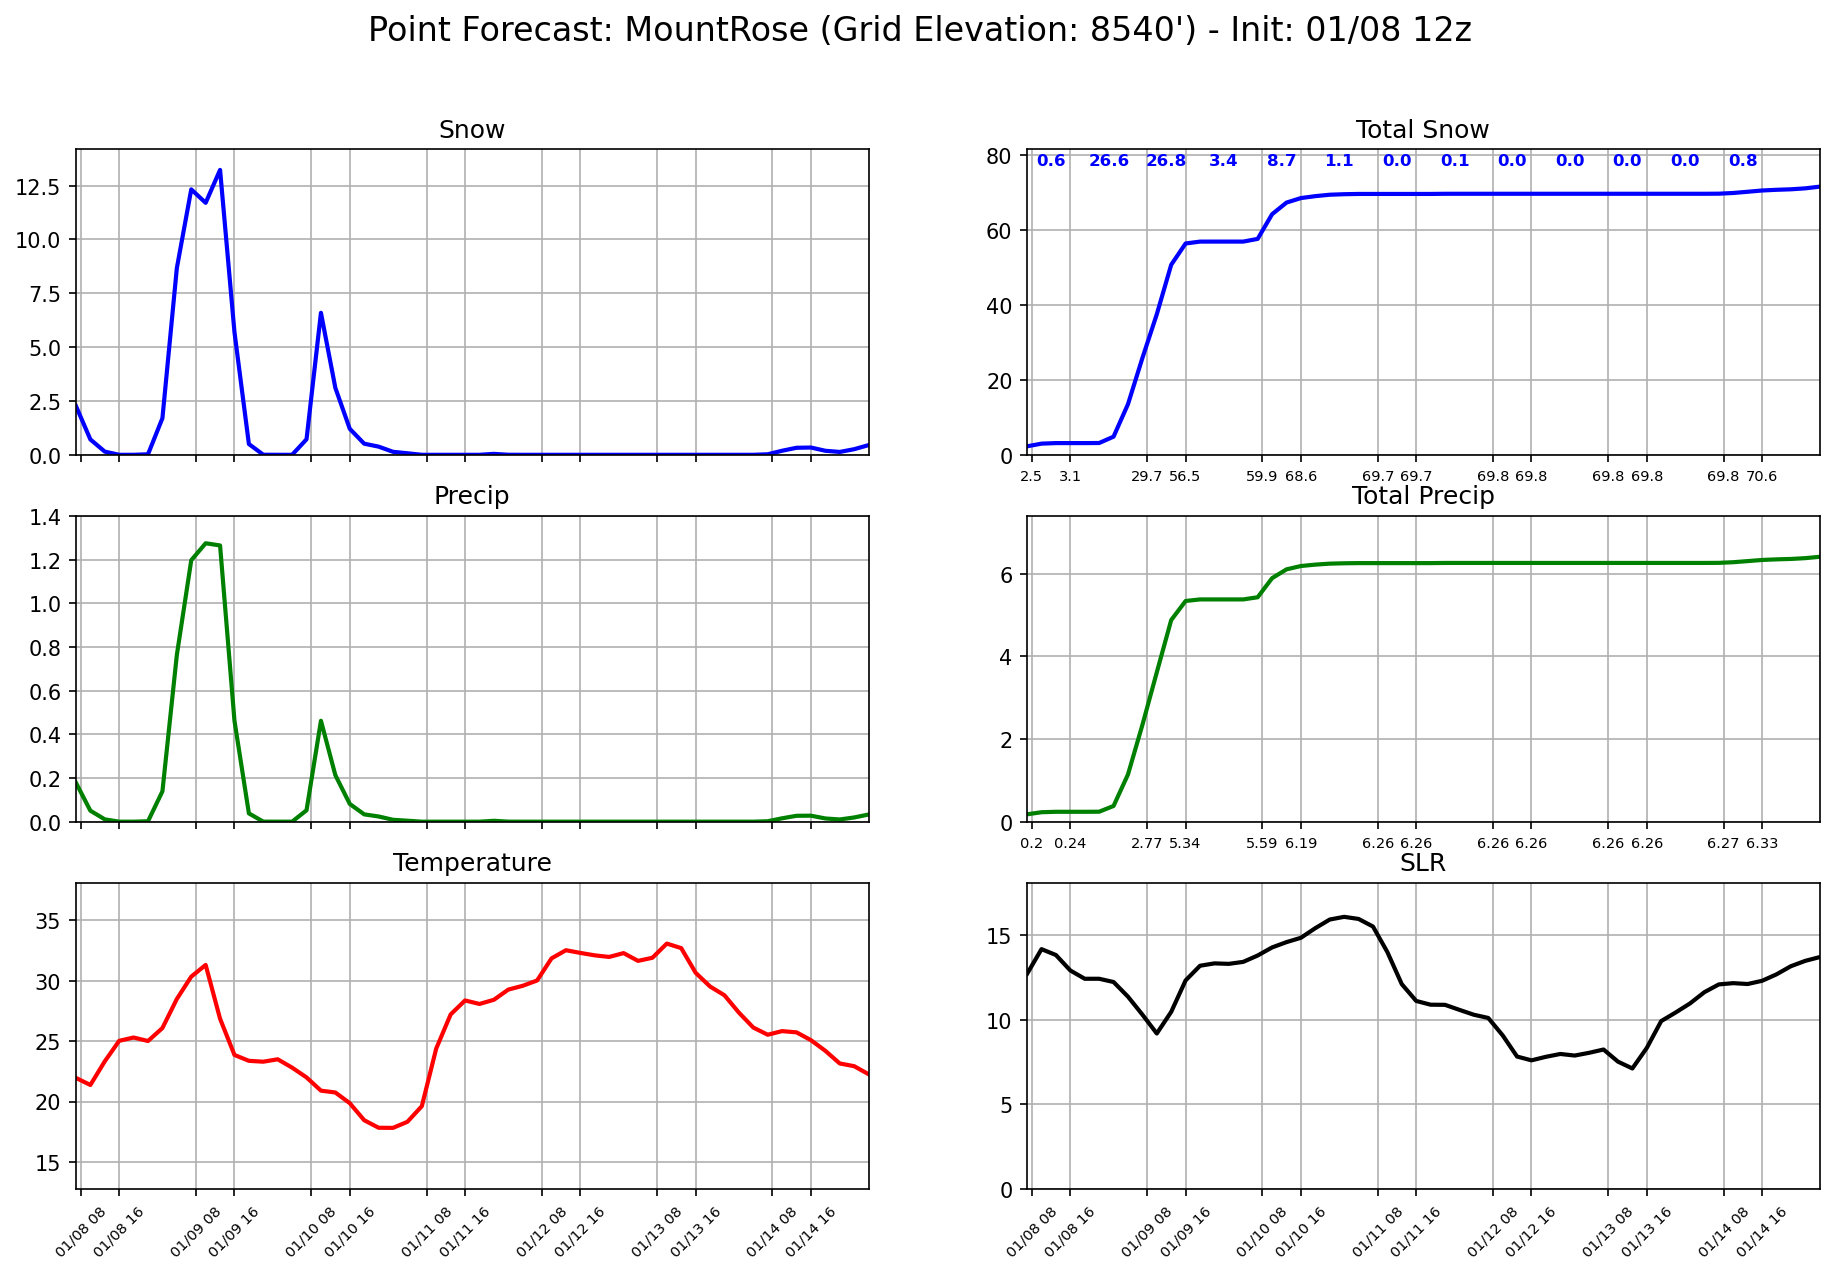 Point Forecast: MountRose (Grid Elevation: 8540') - Init: 01/08 12z
Snow
12.5
10.0
7.5
5.0
2.5
0.0
Total Snow
80
60
40
20
0
0.6 26.6 26.8 3.4 8.7 1.1 0.0 0.1 0.0 0.0 0.0 0.0 0.8
2.5 3.1 29.7 56.5 59.9 68.6 69.7 69.7 69.8 69.8 69.8 69.8 69.8 70.6
Precip
1.4
1.2
1.0
0.8
0.6
0.4
0.2
0.0
Total Precip
6
4
2
0
0.2 0.24 2.77 5.34 5.59 6.19 6.26 6.26 6.26 6.26 6.26 6.26 6.27 6.33
Temperature
35
30
25
20
15
01/08 08 01/08 16 01/09 08 01/09 16 01/10 08 01/10 16 01/11 08 01/11 16 01/12 08 01/12 16 01/13 08 01/13 16 01/14 08 01/14 16
SLR
15
10
5
0
01/08 08 01/08 16 01/09 08 01/09 16 01/10 08 01/10 16 01/11 08 01/11 16 01/12 08 01/12 16 01/13 08 01/13 16 01/14 08 01/14 16